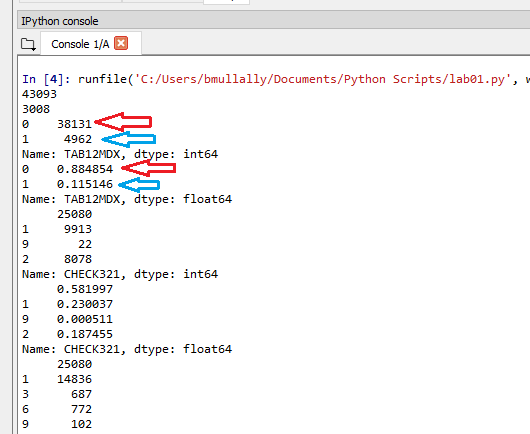 IPython console
Console 1/A
In [4]: runfile('C:/Users/bmullally/Documents/Python Scripts/lab01.py', w
43093
3008
0    38131
1     4962
Name: TAB12MDX, dtype: int64
0    0.884854
1    0.115146
Name: TAB12MDX, dtype: float64
     25080
1     9913
9       22
2     8078
Name: CHECK321, dtype: int64
     0.581997
1    0.230037
9    0.000511
2    0.187455
Name: CHECK321, dtype: float64
     25080
1    14836
3      687
6      772
9      102